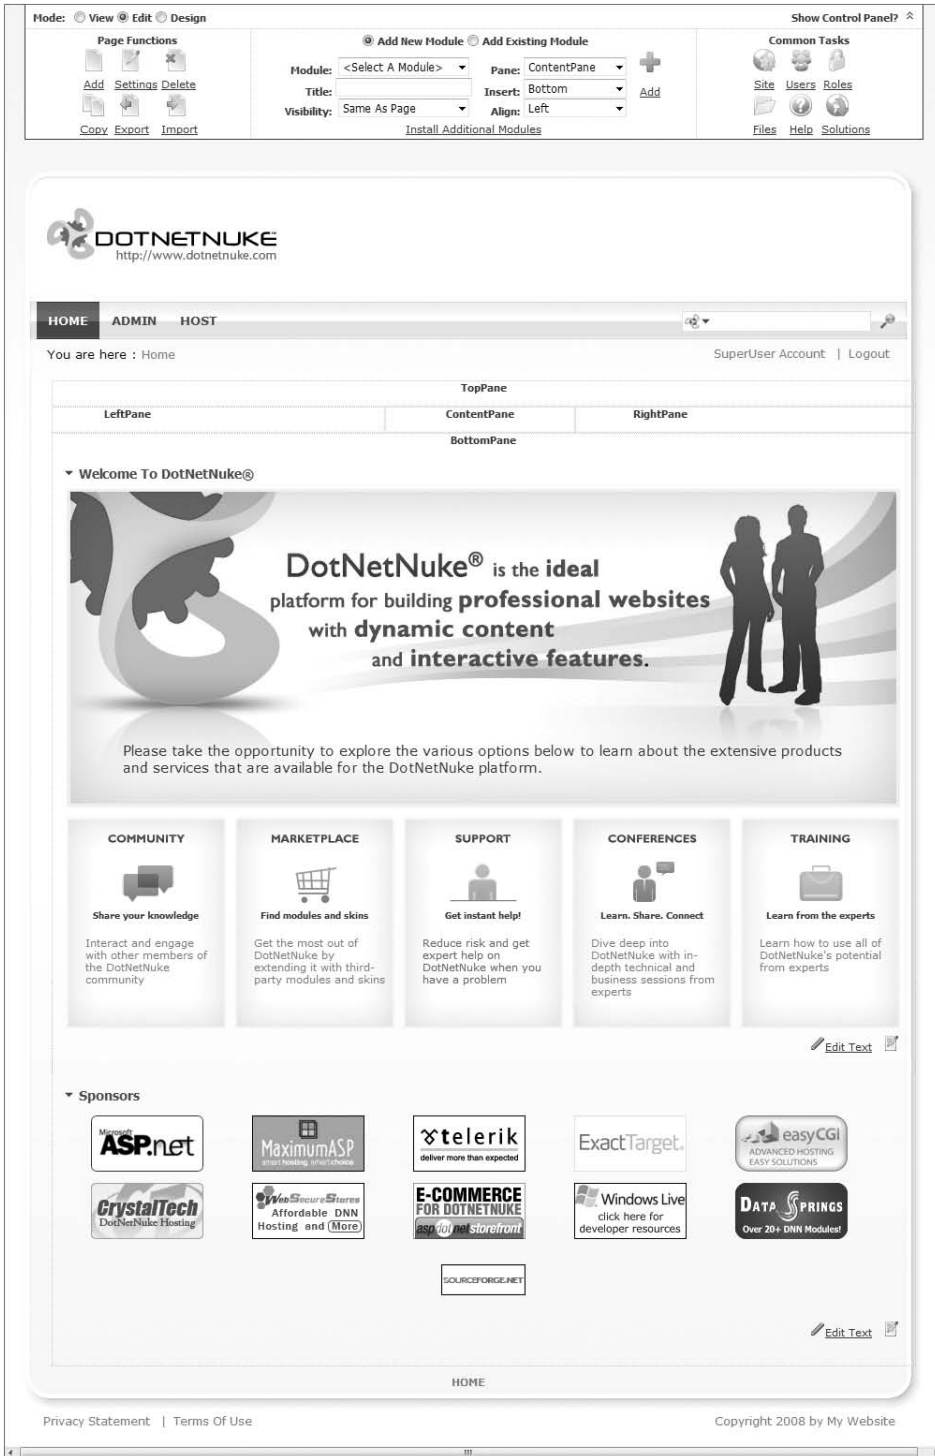 Mode: View Edit Design Show Control Panel?
Page Functions
Add New Module Add Existing Module
Common Tasks
Add Settings Delete
Module: <Select A Module> Pane: ContentPane
Title: Insert: Bottom Add
Visibility: Same As Page Align: Left
Site Users Roles
Copy Export Import
Install Additional Modules
Files Help Solutions
DOTNETNUKE
http://www.dotnetnuke.com
HOME ADMIN HOST
You are here : Home SuperUser Account | Logout
TopPane
LeftPane ContentPane RightPane
BottomPane
Welcome To DotNetNuke®
DotNetNuke® is the ideal
platform for building professional websites
with dynamic content
and interactive features.
Please take the opportunity to explore the various options below to learn about the extensive products
and services that are available for the DotNetNuke platform.
COMMUNITY
Share your knowledge
Interact and engage
with other members of
the DotNetNuke
community
MARKETPLACE
Find modules and skins
Get the most out of
DotNetNuke by
extending it with third-
party modules and skins
SUPPORT
Get instant help!
Reduce risk and get
expert help on
DotNetNuke when you
have a problem
CONFERENCES
Learn. Share. Connect
Dive deep into
DotNetNuke with in-
depth technical and
business sessions from
experts
TRAINING
Learn from the experts
Learn how to use all of
DotNetNuke's potential
from experts
Edit Text
Sponsors
Microsoft
ASP.net
MaximumASP
smart hosting. smart choice.
telerik
deliver more than expected
ExactTarget.
easyCGI
ADVANCED HOSTING
EASY SOLUTIONS
CrystalTech
DotNetNuke Hosting
WebSecureStores
Affordable DNN
Hosting and More
E-COMMERCE
FOR DOTNETNUKE
aspdotnetstorefront
Windows Live
click here for
developer resources
DATA SPRINGS
Over 20+ DNN Modules!
SOURCEFORGE.NET
Edit Text
HOME
Privacy Statement | Terms Of Use Copyright 2008 by My Website